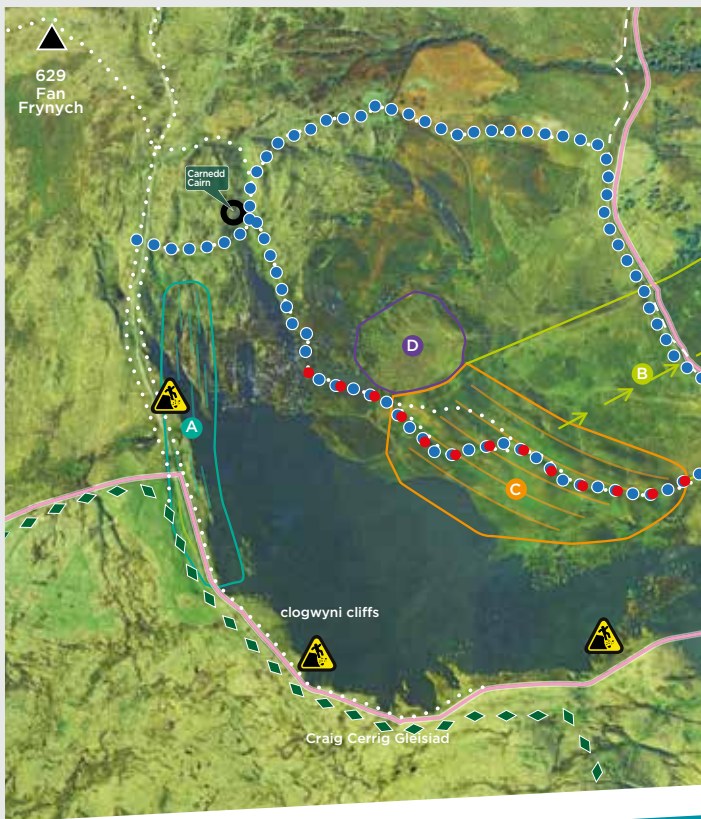 629
Fan
Frynych
Carnedd
Cairn
D
B
A
C
clogwyni cliffs
Craig Cerrig Gleisiad